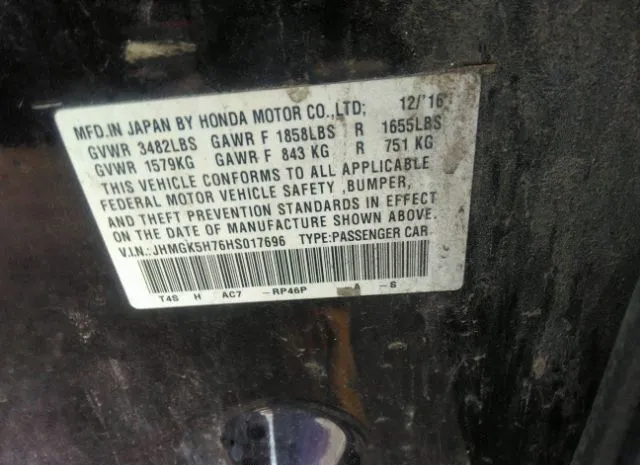 MFD.IN JAPAN BY HONDA MOTOR CO.,LTD; 12/'16
GVWR 3482LBS GAWR F 1858LBS R 1655LBS
GVWR 1579KG GAWR F 843 KG R 751 KG
THIS VEHICLE CONFORMS TO ALL APPLICABLE
FEDERAL MOTOR VEHICLE SAFETY ,BUMPER,
AND THEFT PREVENTION STANDARDS IN EFFECT
ON THE DATE OF MANUFACTURE SHOWN ABOVE.
V.I.N.: JHMGK5H76HS017696 TYPE:PASSENGER CAR
T4S H AC7 -RP46P A -S